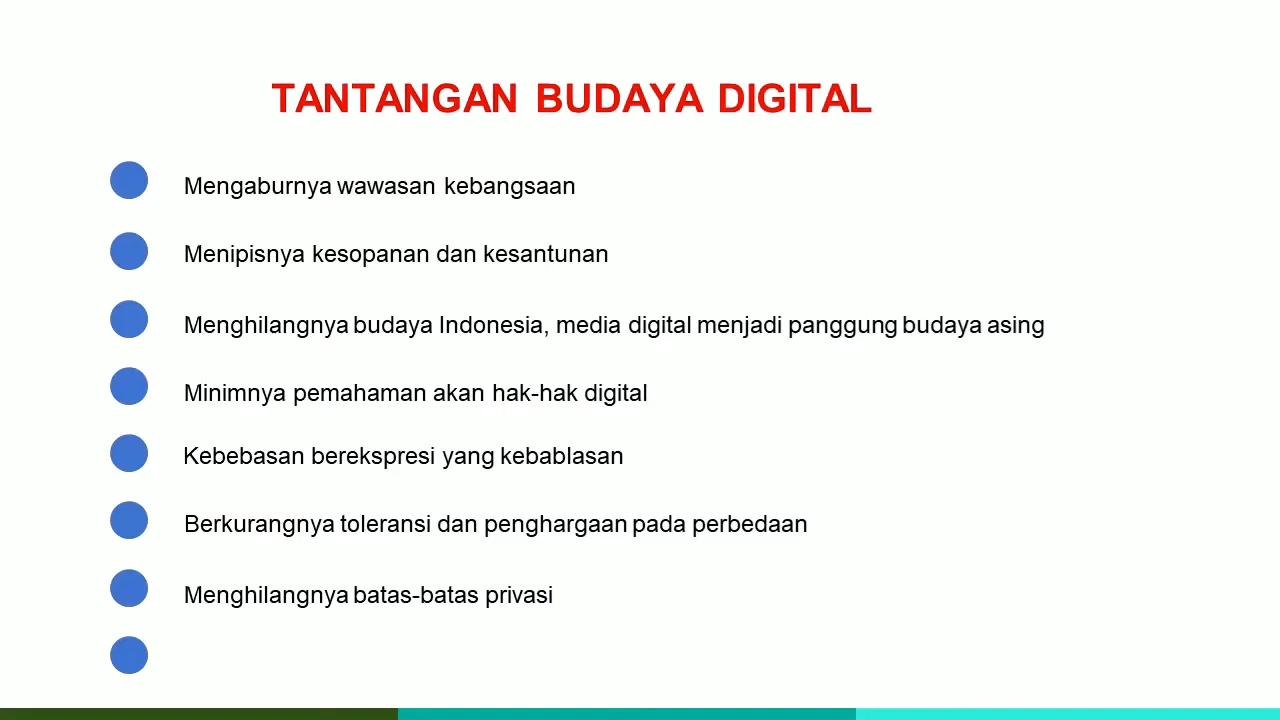 TANTANGAN BUDAYA DIGITAL
Mengaburnya wawasan kebangsaan
Menipisnya kesopanan dan kesantunan
Menghilangnya budaya Indonesia, media digital menjadi panggung budaya asing
Minimnya pemahaman akan hak-hak digital
Kebebasan berekspresi yang kebablasan
Berkurangnya toleransi dan penghargaan pada perbedaan
Menghilangnya batas-batas privasi